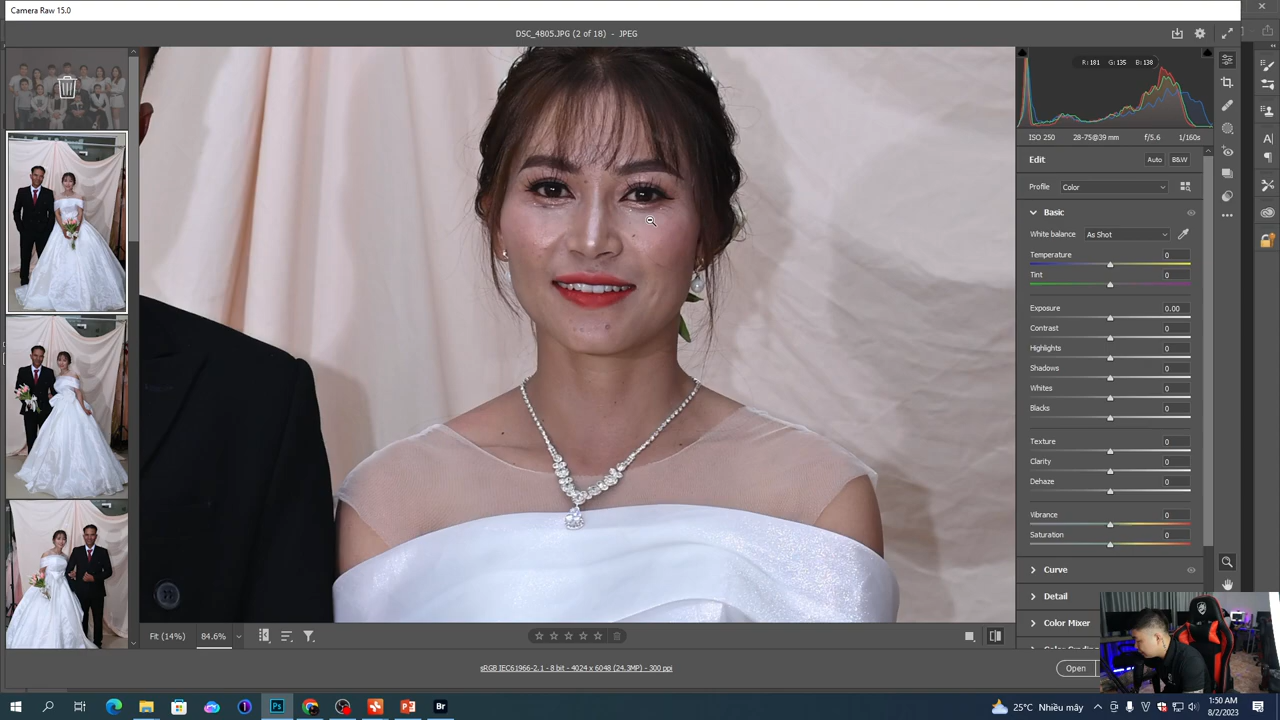 Camera Raw 15.0
DSC_4805.JPG (2 of 18) - JPEG
R: 181 G: 135 B: 138
ISO 250 28-75@39 mm f/5.6 1/160s
Edit Auto B&W
Profile Color
Basic
White balance As Shot
Temperature 0
Tint 0
Exposure 0.00
Contrast 0
Highlights 0
Shadows 0
Whites 0
Blacks 0
Texture 0
Clarity 0
Dehaze 0
Vibrance 0
Saturation 0
Curve
Detail
Color Mixer
Fit (14%) 84.6%
sRGB IEC61966-2.1 - 8 bit - 4024 x 6048 (24.3MP) - 300 ppi
Open
Ps
Br
25°C Nhiều mây
1:50 AM
8/2/2023